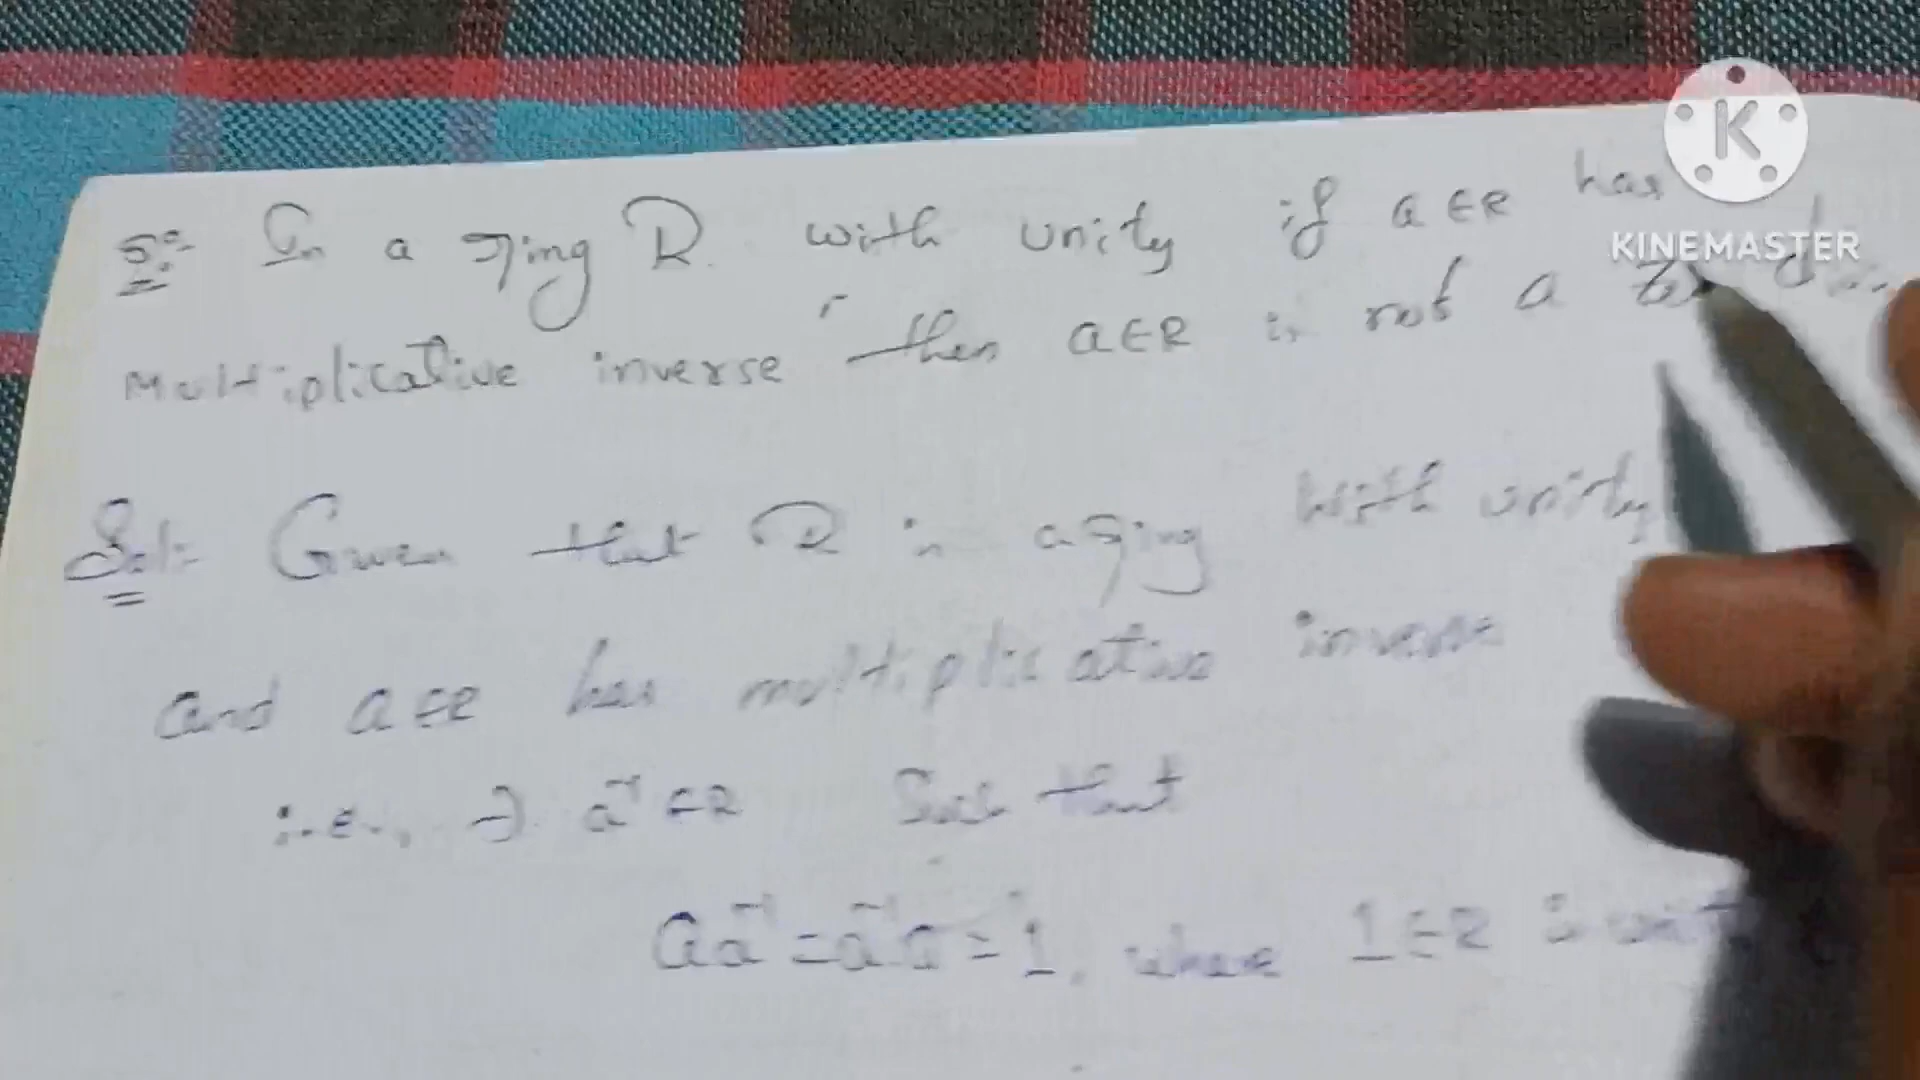 5:- In a ring R with unity if a∈R has
Multiplicative inverse then a∈R is not a
Sol:- Given that R is a ring with unity
and a∈R has multiplicative inverse
i.e., ∃ a⁻¹∈R Such that
aa⁻¹=a⁻¹a=1, where 1∈R is
KINEMASTER